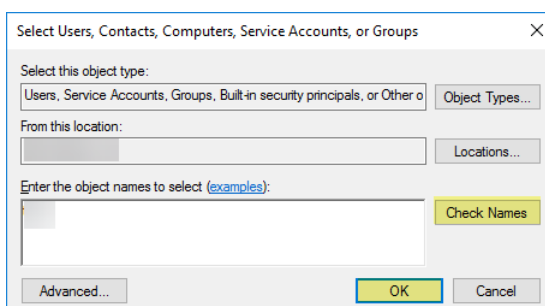 Select Users, Contacts, Computers, Service Accounts, or Groups
Select this object type:
Users, Service Accounts, Groups, Built-in security principals, or Other o
Object Types...
From this location:
Locations...
Enter the object names to select (examples):
Check Names
Advanced...
OK
Cancel